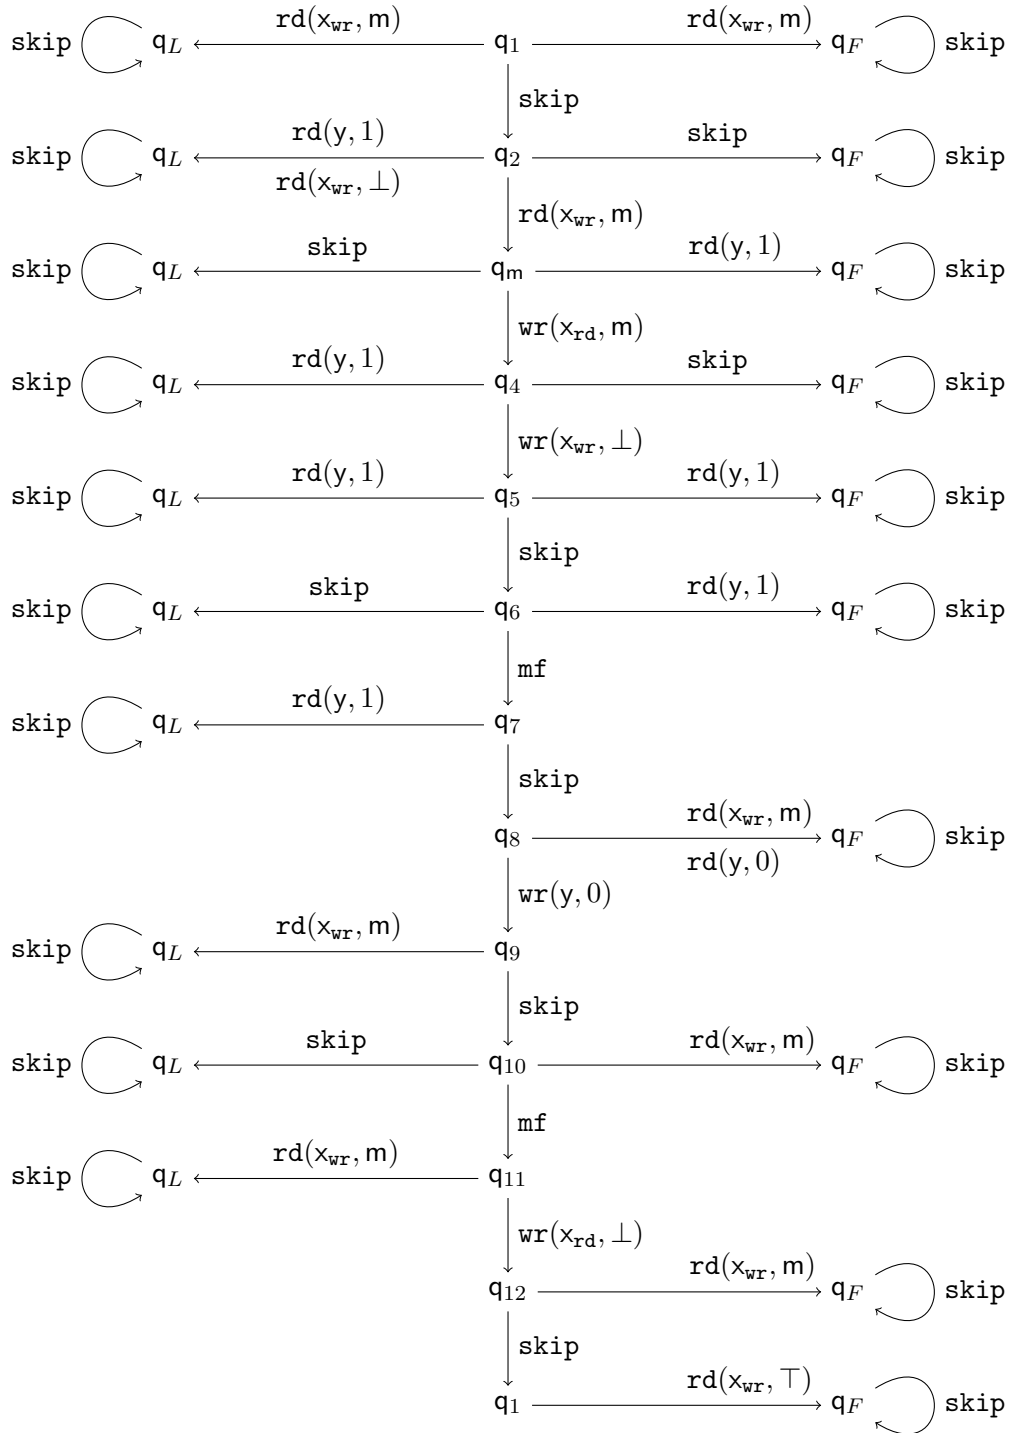 rd(x_wr, m) rd(x_wr, m)
skip q_L q_1 q_F skip
skip
rd(y, 1) skip
skip q_L q_2 q_F skip
rd(x_wr, ⊥)
rd(x_wr, m)
skip rd(y, 1)
skip q_L q_m q_F skip
wr(x_rd, m)
rd(y, 1) skip
skip q_L q_4 q_F skip
wr(x_wr, ⊥)
rd(y, 1) rd(y, 1)
skip q_L q_5 q_F skip
skip
skip rd(y, 1)
skip q_L q_6 q_F skip
mf
rd(y, 1)
skip q_L q_7
skip
rd(x_wr, m)
q_8 q_F skip
rd(y, 0)
wr(y, 0)
rd(x_wr, m)
skip q_L q_9
skip
skip rd(x_wr, m)
skip q_L q_10 q_F skip
mf
rd(x_wr, m)
skip q_L q_11
wr(x_rd, ⊥)
rd(x_wr, m)
q_12 q_F skip
skip
rd(x_wr, ⊤)
q_1 q_F skip